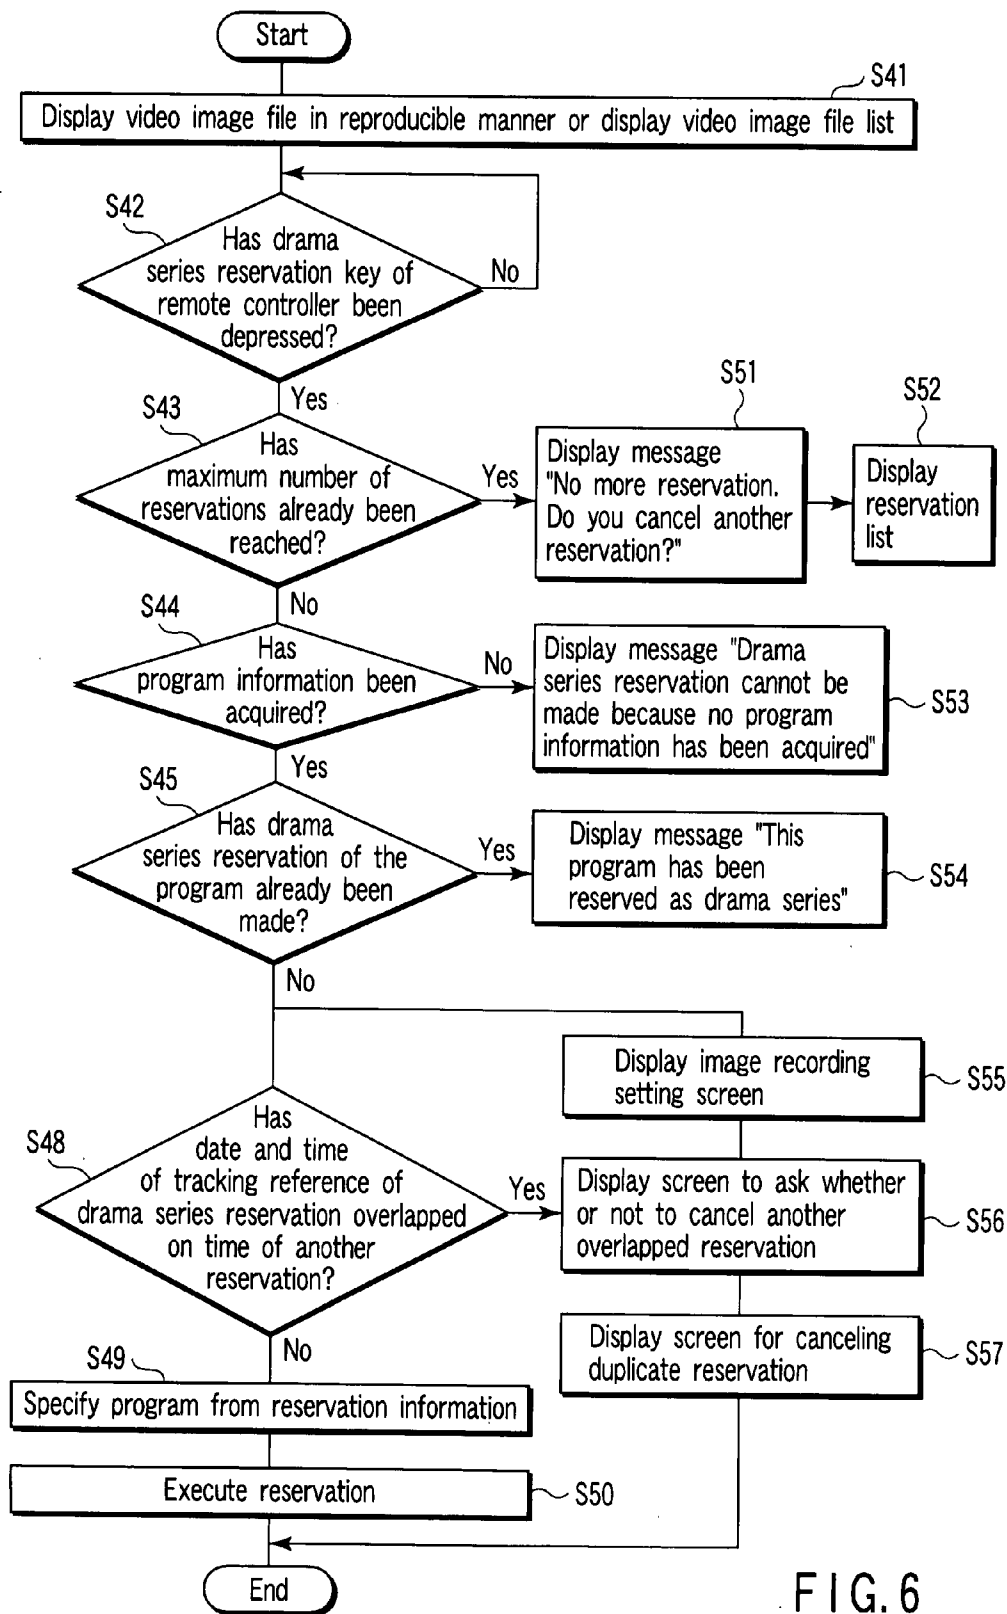 Start
S41
Display video image file in reproducible manner or display video image file list
S42
Has drama
series reservation key of
remote controller been
depressed?
No
Yes
S43
Has
maximum number of
reservations already been
reached?
Yes
S51
Display message
"No more reservation.
Do you cancel another
reservation?"
S52
Display
reservation
list
No
S44
Has
program information been
acquired?
No
Display message "Drama
series reservation cannot be
made because no program
information has been acquired"
S53
Yes
S45
Has drama
series reservation of the
program already been
made?
Yes
Display message "This
program has been
reserved as drama series"
S54
No
Display image recording
setting screen
S55
S48
Has
date and time
of tracking reference of
drama series reservation overlapped
on time of another
reservation?
Yes
Display screen to ask whether
or not to cancel another
overlapped reservation
S56
No
Display screen for canceling
duplicate reservation
S57
S49
Specify program from reservation information
Execute reservation
S50
End
FIG. 6